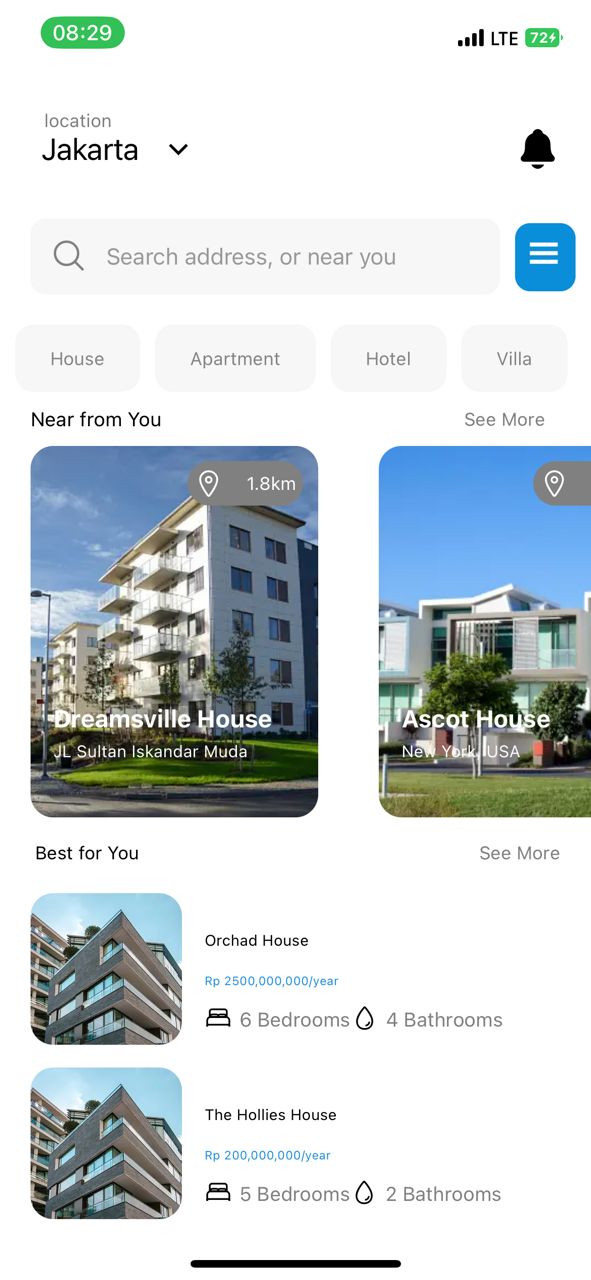 08:29
LTE 72
location
Jakarta
Search address, or near you
House Apartment Hotel Villa
Near from You See More
1.8km
Dreamsville House
JL Sultan Iskandar Muda
Ascot House
New York, USA
Best for You See More
Orchad House
Rp 2500,000,000/year
6 Bedrooms 4 Bathrooms
The Hollies House
Rp 200,000,000/year
5 Bedrooms 2 Bathrooms